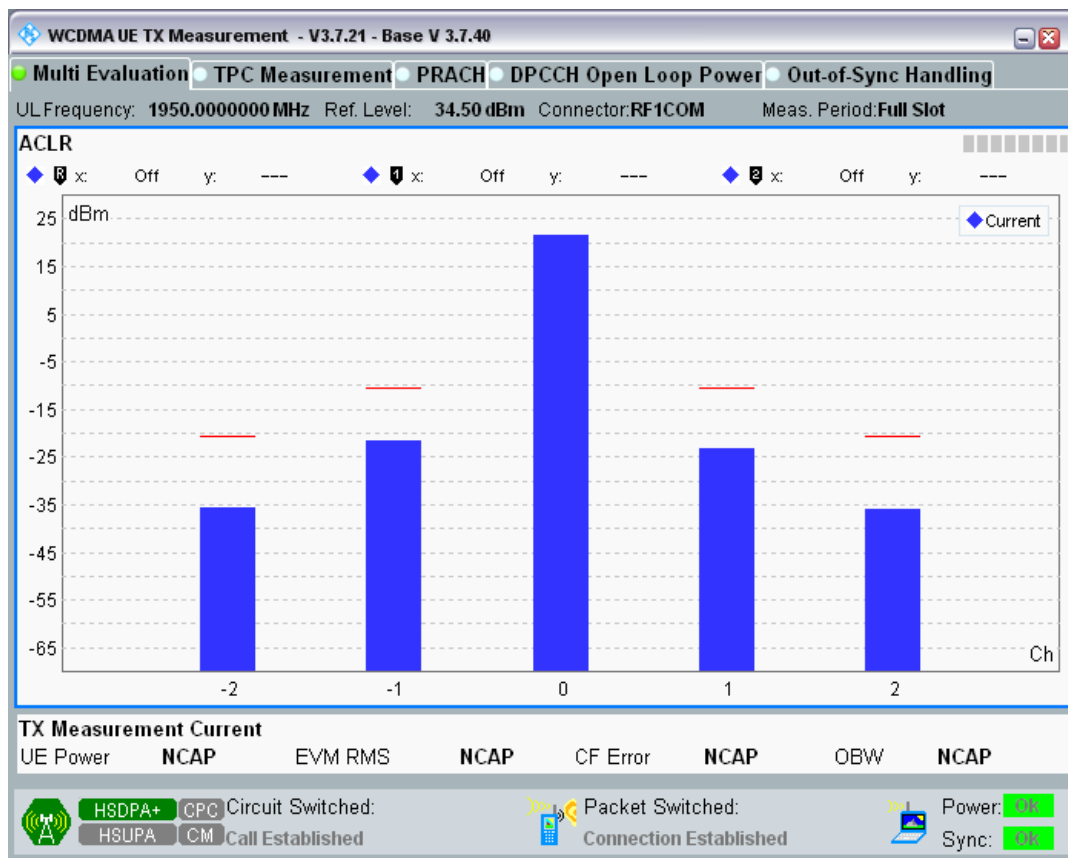 WCDMA UE TX Measurement - V3.7.21 - Base V 3.7.40
Multi Evaluation TPC Measurement PRACH DPCCH Open Loop Power Out-of-Sync Handling
UL Frequency: 1950.0000000 MHz Ref. Level: 34.50 dBm Connector:RF1COM Meas. Period:Full Slot
ACLR
R x: Off y: --- 1 x: Off y: --- 2 x: Off y: ---
dBm
Current
25
15
5
-5
-15
-25
-35
-45
-55
-65
Ch
-2 -1 0 1 2
TX Measurement Current
UE Power NCAP EVM RMS NCAP CF Error NCAP OBW NCAP
HSDPA+ CPC Circuit Switched: Packet Switched: Power: OK
HSUPA CM Call Established Connection Established Sync: OK